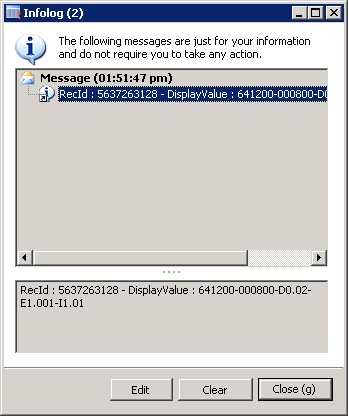 Infolog (2)
The following messages are just for your information
and do not require you to take any action.
Message (01:51:47 pm)
RecId : 5637263128 - DisplayValue : 641200-000800-D0
RecId : 5637263128 - DisplayValue : 641200-000800-D0.02-
E1.001-I1.01
Edit
Clear
Close (g)